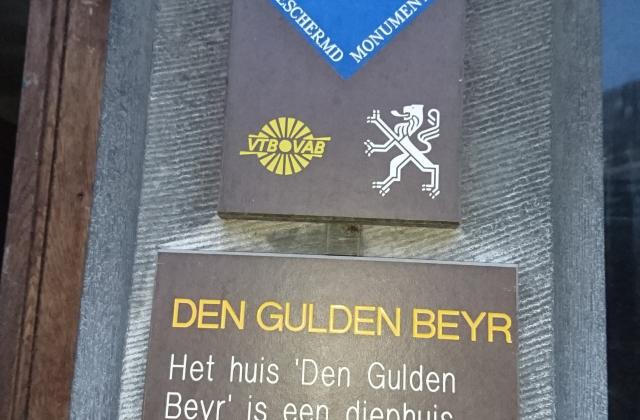 BESCHERMD MONUMENT
VTB VAB
DEN GULDEN BEYR
Het huis 'Den Gulden
Beyr' is een diephuis